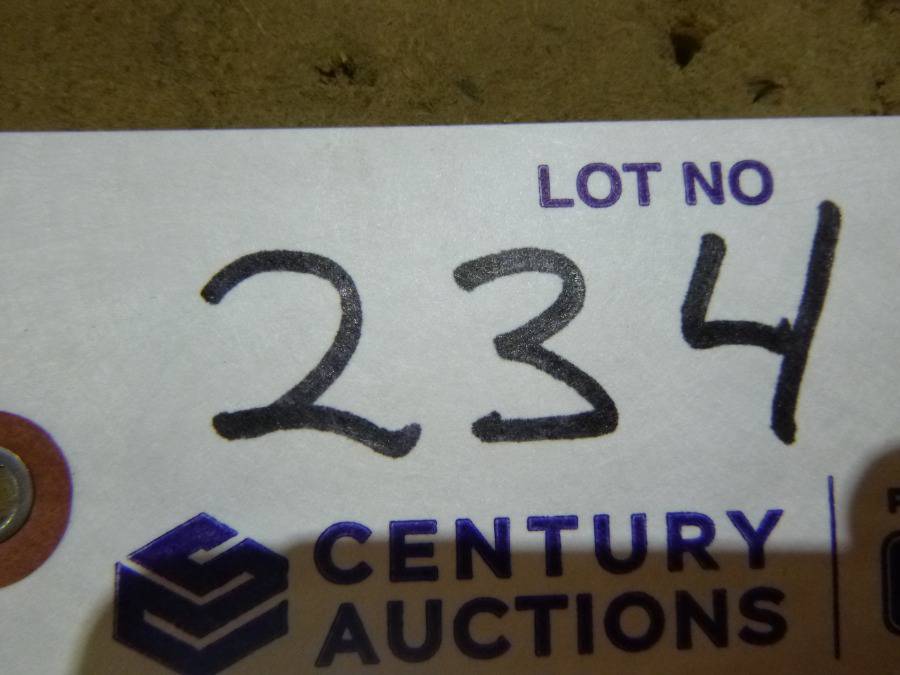 LOT NO
234
CENTURY
AUCTIONS